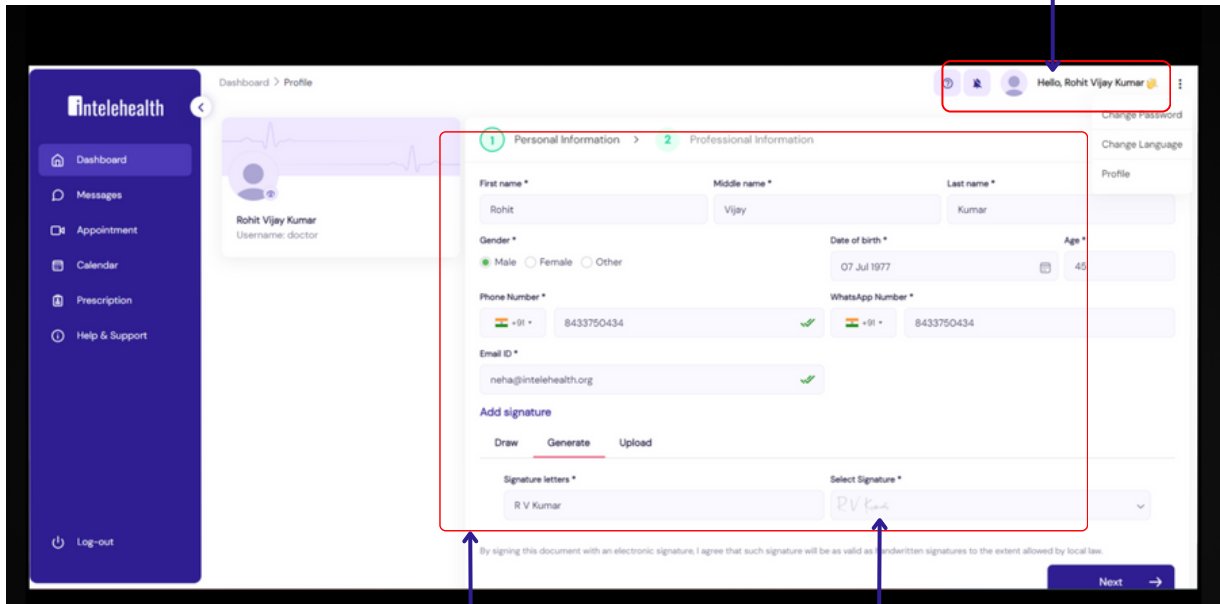 Dashboard > Profile
Hello, Rohit Vijay Kumar 👋
intelehealth
Dashboard
Messages
Appointment
Calendar
Prescription
Help & Support
Log-out
Rohit Vijay Kumar
Username: doctor
Change Password
Change Language
Profile
1 Personal Information > 2 Professional Information
First name * Middle name * Last name *
Rohit Vijay Kumar
Gender * Date of birth * Age *
Male Female Other 07 Jul 1977 45
Phone Number * WhatsApp Number *
+91 8433750434 +91 8433750434
Email ID *
neha@intelehealth.org
Add signature
Draw Generate Upload
Signature letters * Select Signature *
R V Kumar R V Kumar
By signing this document with an electronic signature, I agree that such signature will be as valid as handwritten signatures to the extent allowed by local law.
Next